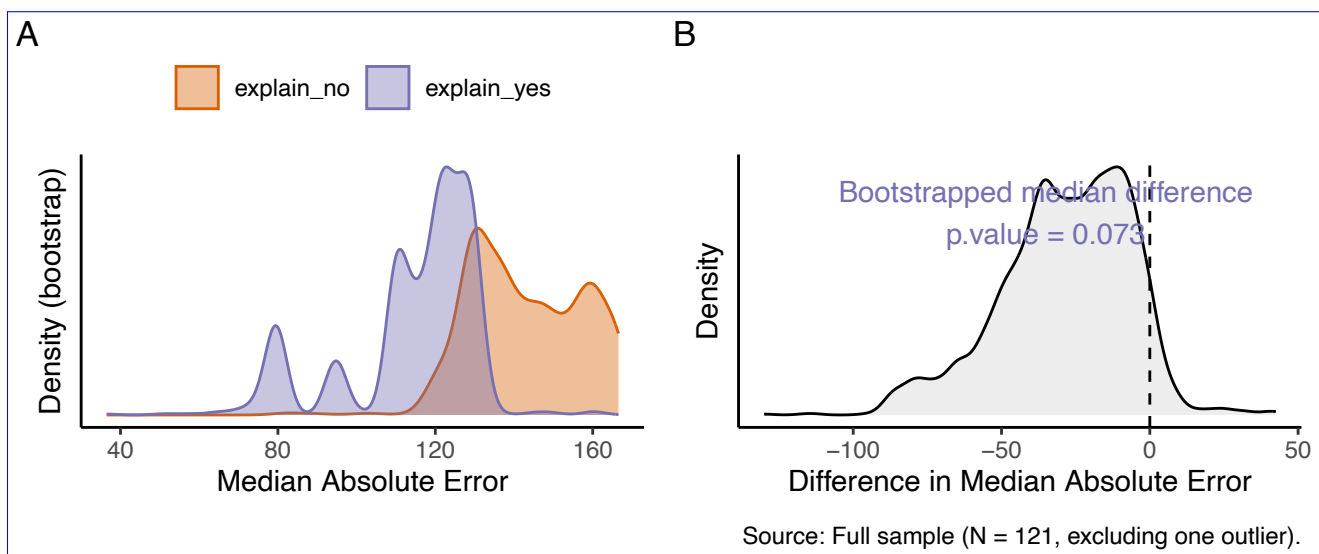 A
B
explain_no explain_yes
Density (bootstrap)
40 80 120 160
Median Absolute Error
Bootstrapped median difference
p.value = 0.073
Density
−100 −50 0 50
Difference in Median Absolute Error
Source: Full sample (N = 121, excluding one outlier).